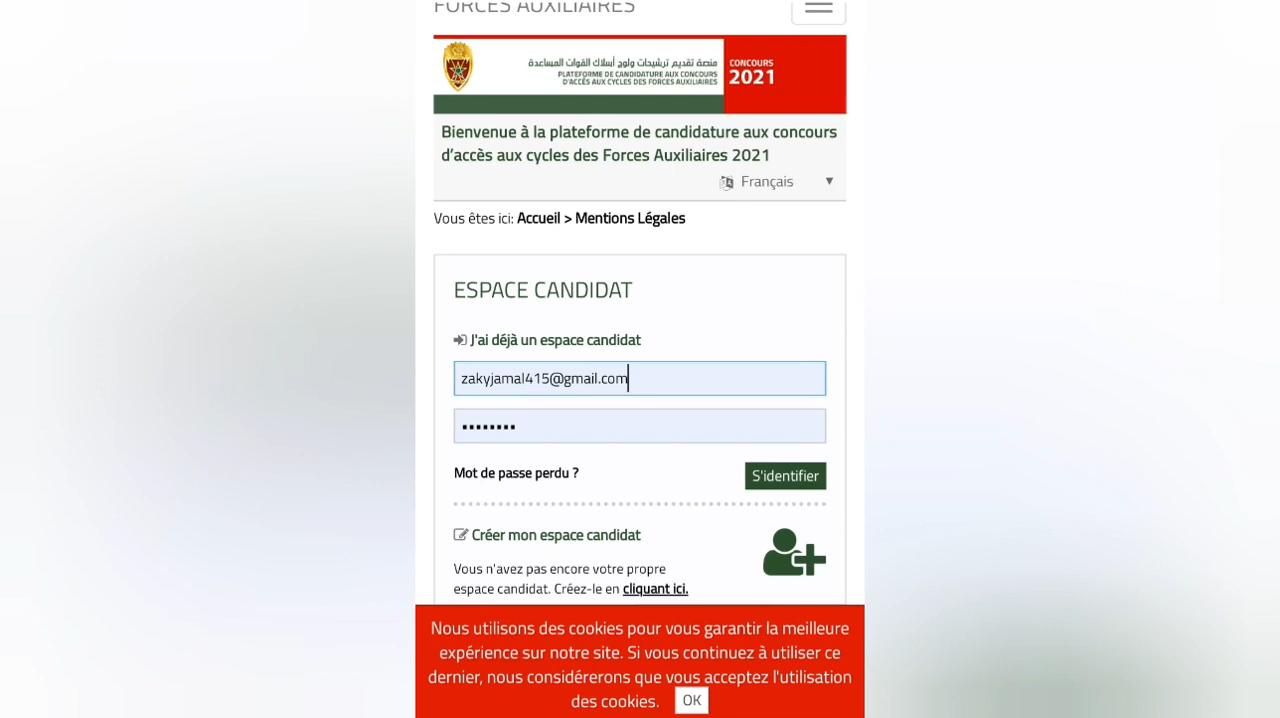 FORCES AUXILIAIRES
منصة تقديم ترشيحات ولوج أسلاك القوات المساعدة
PLATEFORME DE CANDIDATURE AUX CONCOURS
D'ACCÈS AUX CYCLES DES FORCES AUXILIAIRES
CONCOURS
2021
Bienvenue à la plateforme de candidature aux concours
d’accès aux cycles des Forces Auxiliaires 2021
Français
Vous êtes ici: Accueil > Mentions Légales
ESPACE CANDIDAT
J'ai déjà un espace candidat
zakyjamal415@gmail.com
Mot de passe perdu ?
S'identifier
Créer mon espace candidat
Vous n'avez pas encore votre propre
espace candidat. Créez-le en cliquant ici.
Nous utilisons des cookies pour vous garantir la meilleure
expérience sur notre site. Si vous continuez à utiliser ce
dernier, nous considérerons que vous acceptez l'utilisation
des cookies. OK